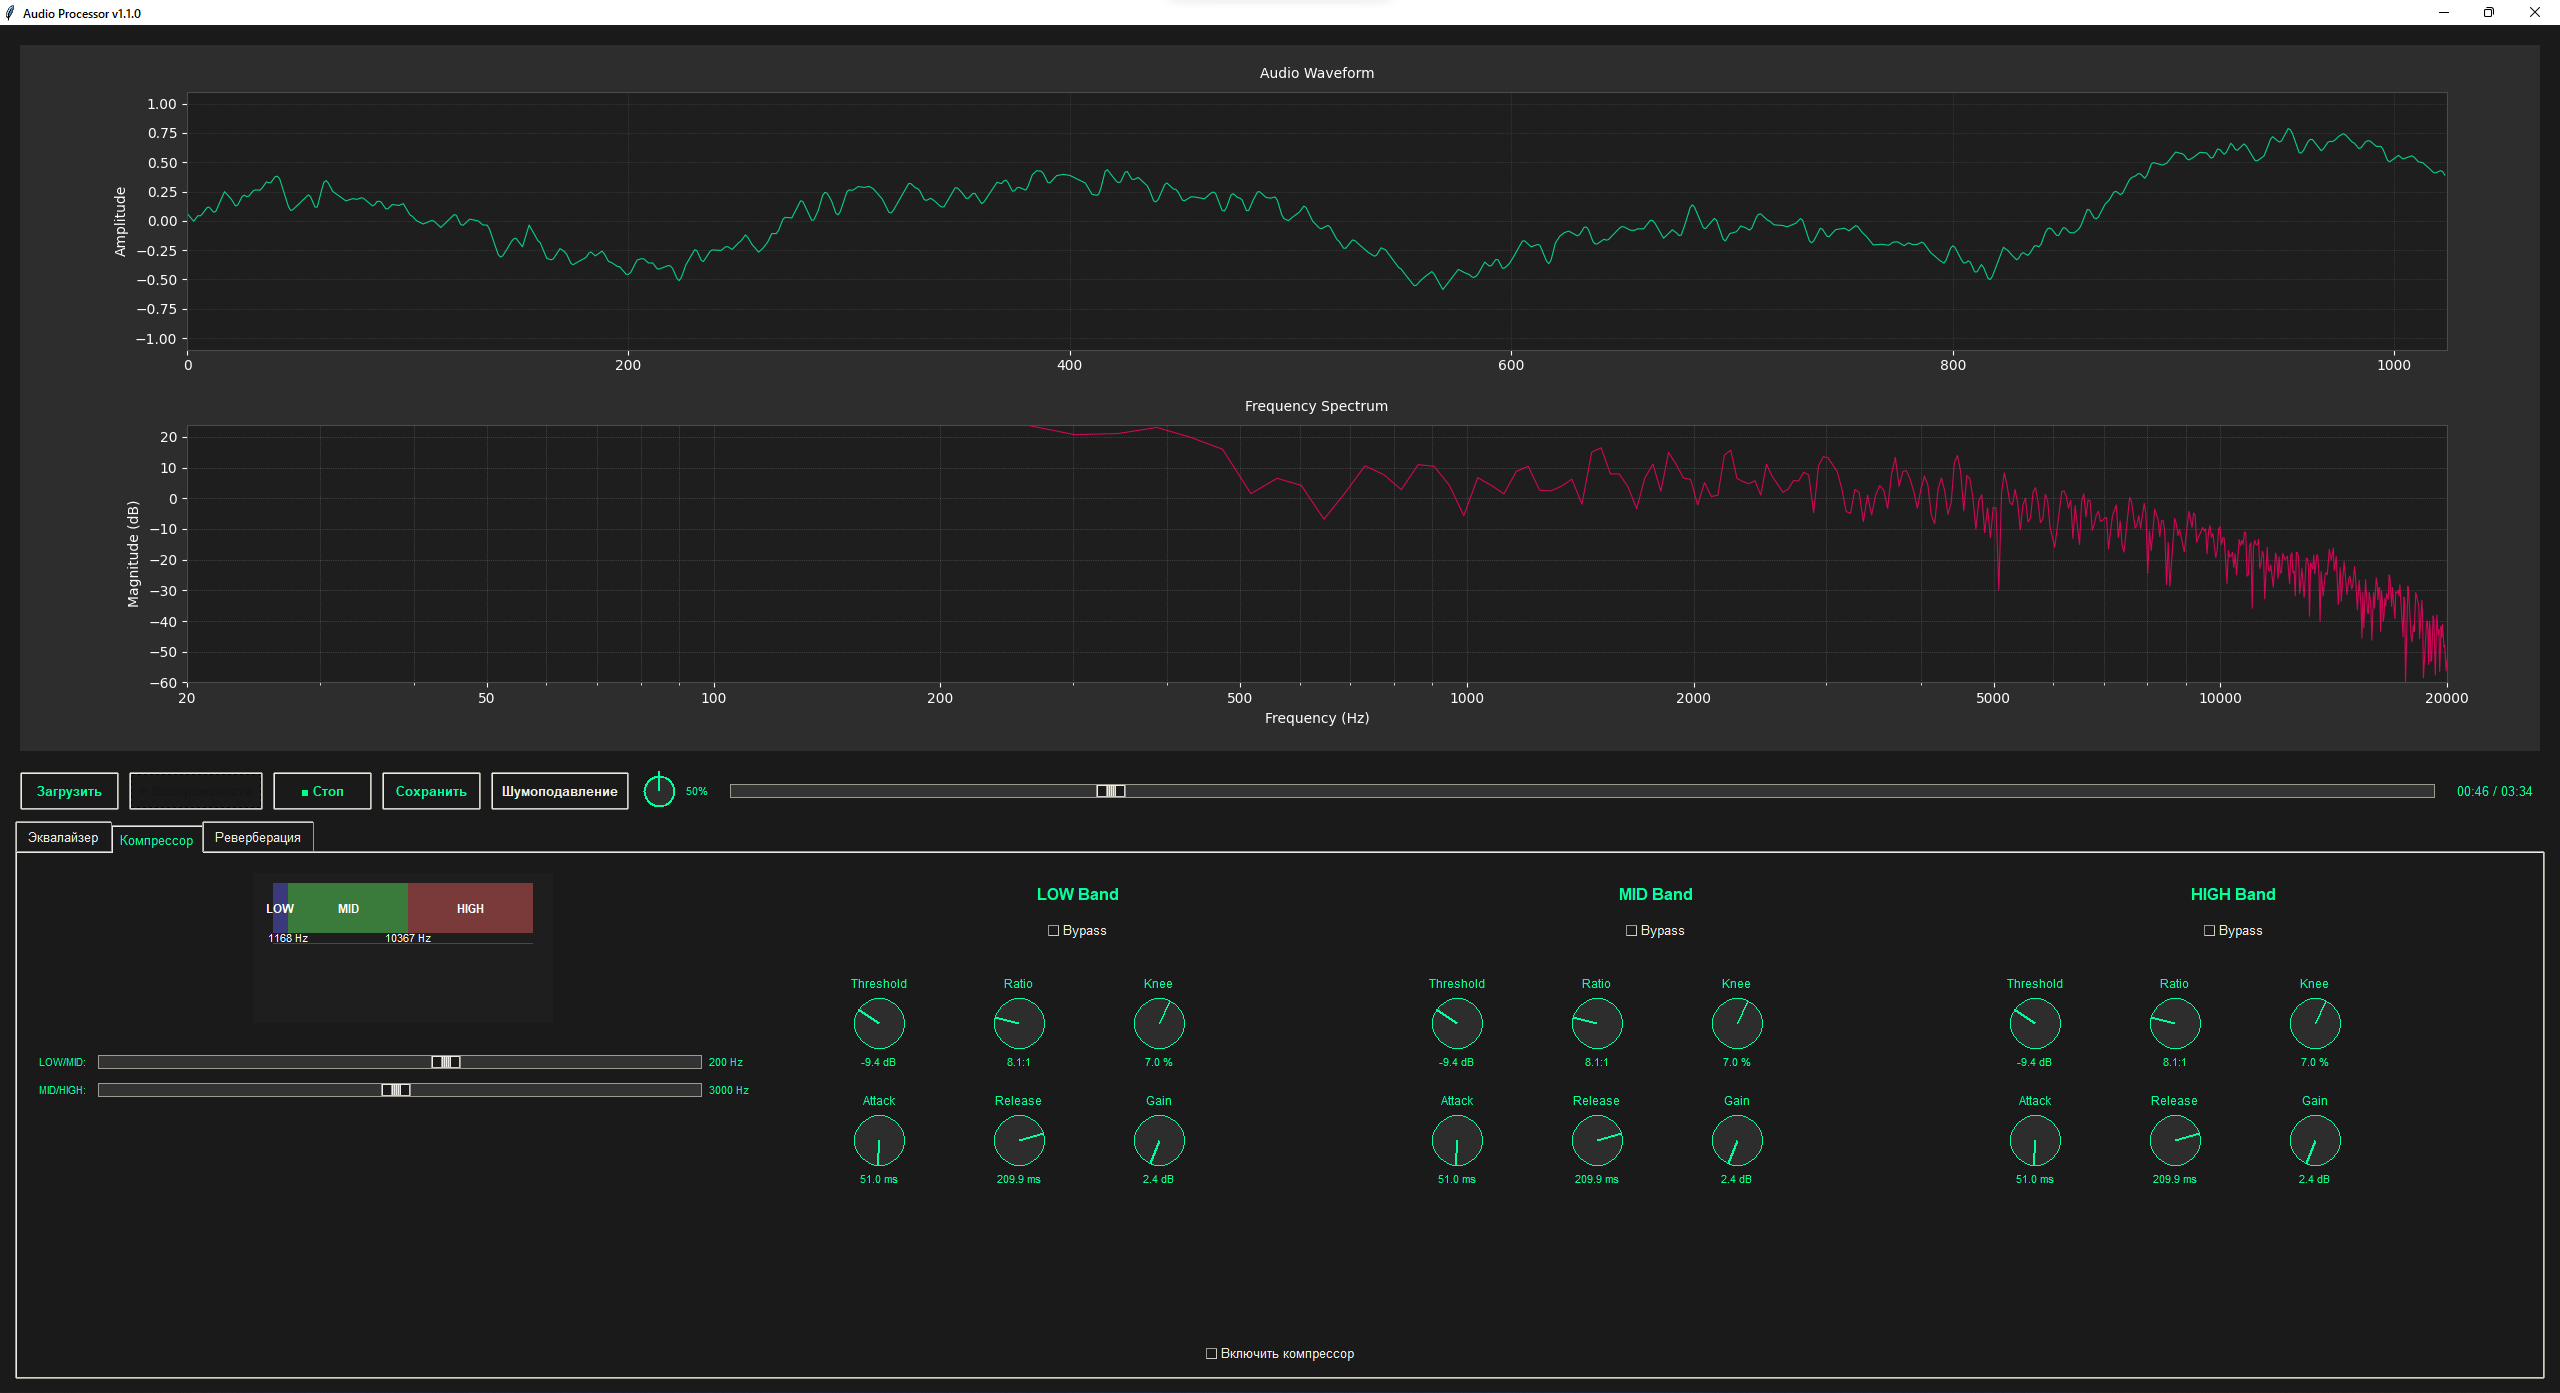 Audio Processor v1.1.0
Audio Waveform
Amplitude
1.00
0.75
0.50
0.25
0.00
−0.25
−0.50
−0.75
−1.00
0 200 400 600 800 1000
Frequency Spectrum
Magnitude (dB)
20
10
0
−10
−20
−30
−40
−50
−60
20 50 100 200 500 1000 2000 5000 10000 20000
Frequency (Hz)
Загрузить ■ Стоп Сохранить Шумоподавление 50% 00:46 / 03:34
Эквалайзер Компрессор Реверберация
LOW MID HIGH
1168 Hz 10367 Hz
LOW/MID: 200 Hz
MID/HIGH: 3000 Hz
LOW Band
Bypass
Threshold Ratio Knee
-9.4 dB 8.1:1 7.0 %
Attack Release Gain
51.0 ms 209.9 ms 2.4 dB
MID Band
Bypass
Threshold Ratio Knee
-9.4 dB 8.1:1 7.0 %
Attack Release Gain
51.0 ms 209.9 ms 2.4 dB
HIGH Band
Bypass
Threshold Ratio Knee
-9.4 dB 8.1:1 7.0 %
Attack Release Gain
51.0 ms 209.9 ms 2.4 dB
Включить компрессор